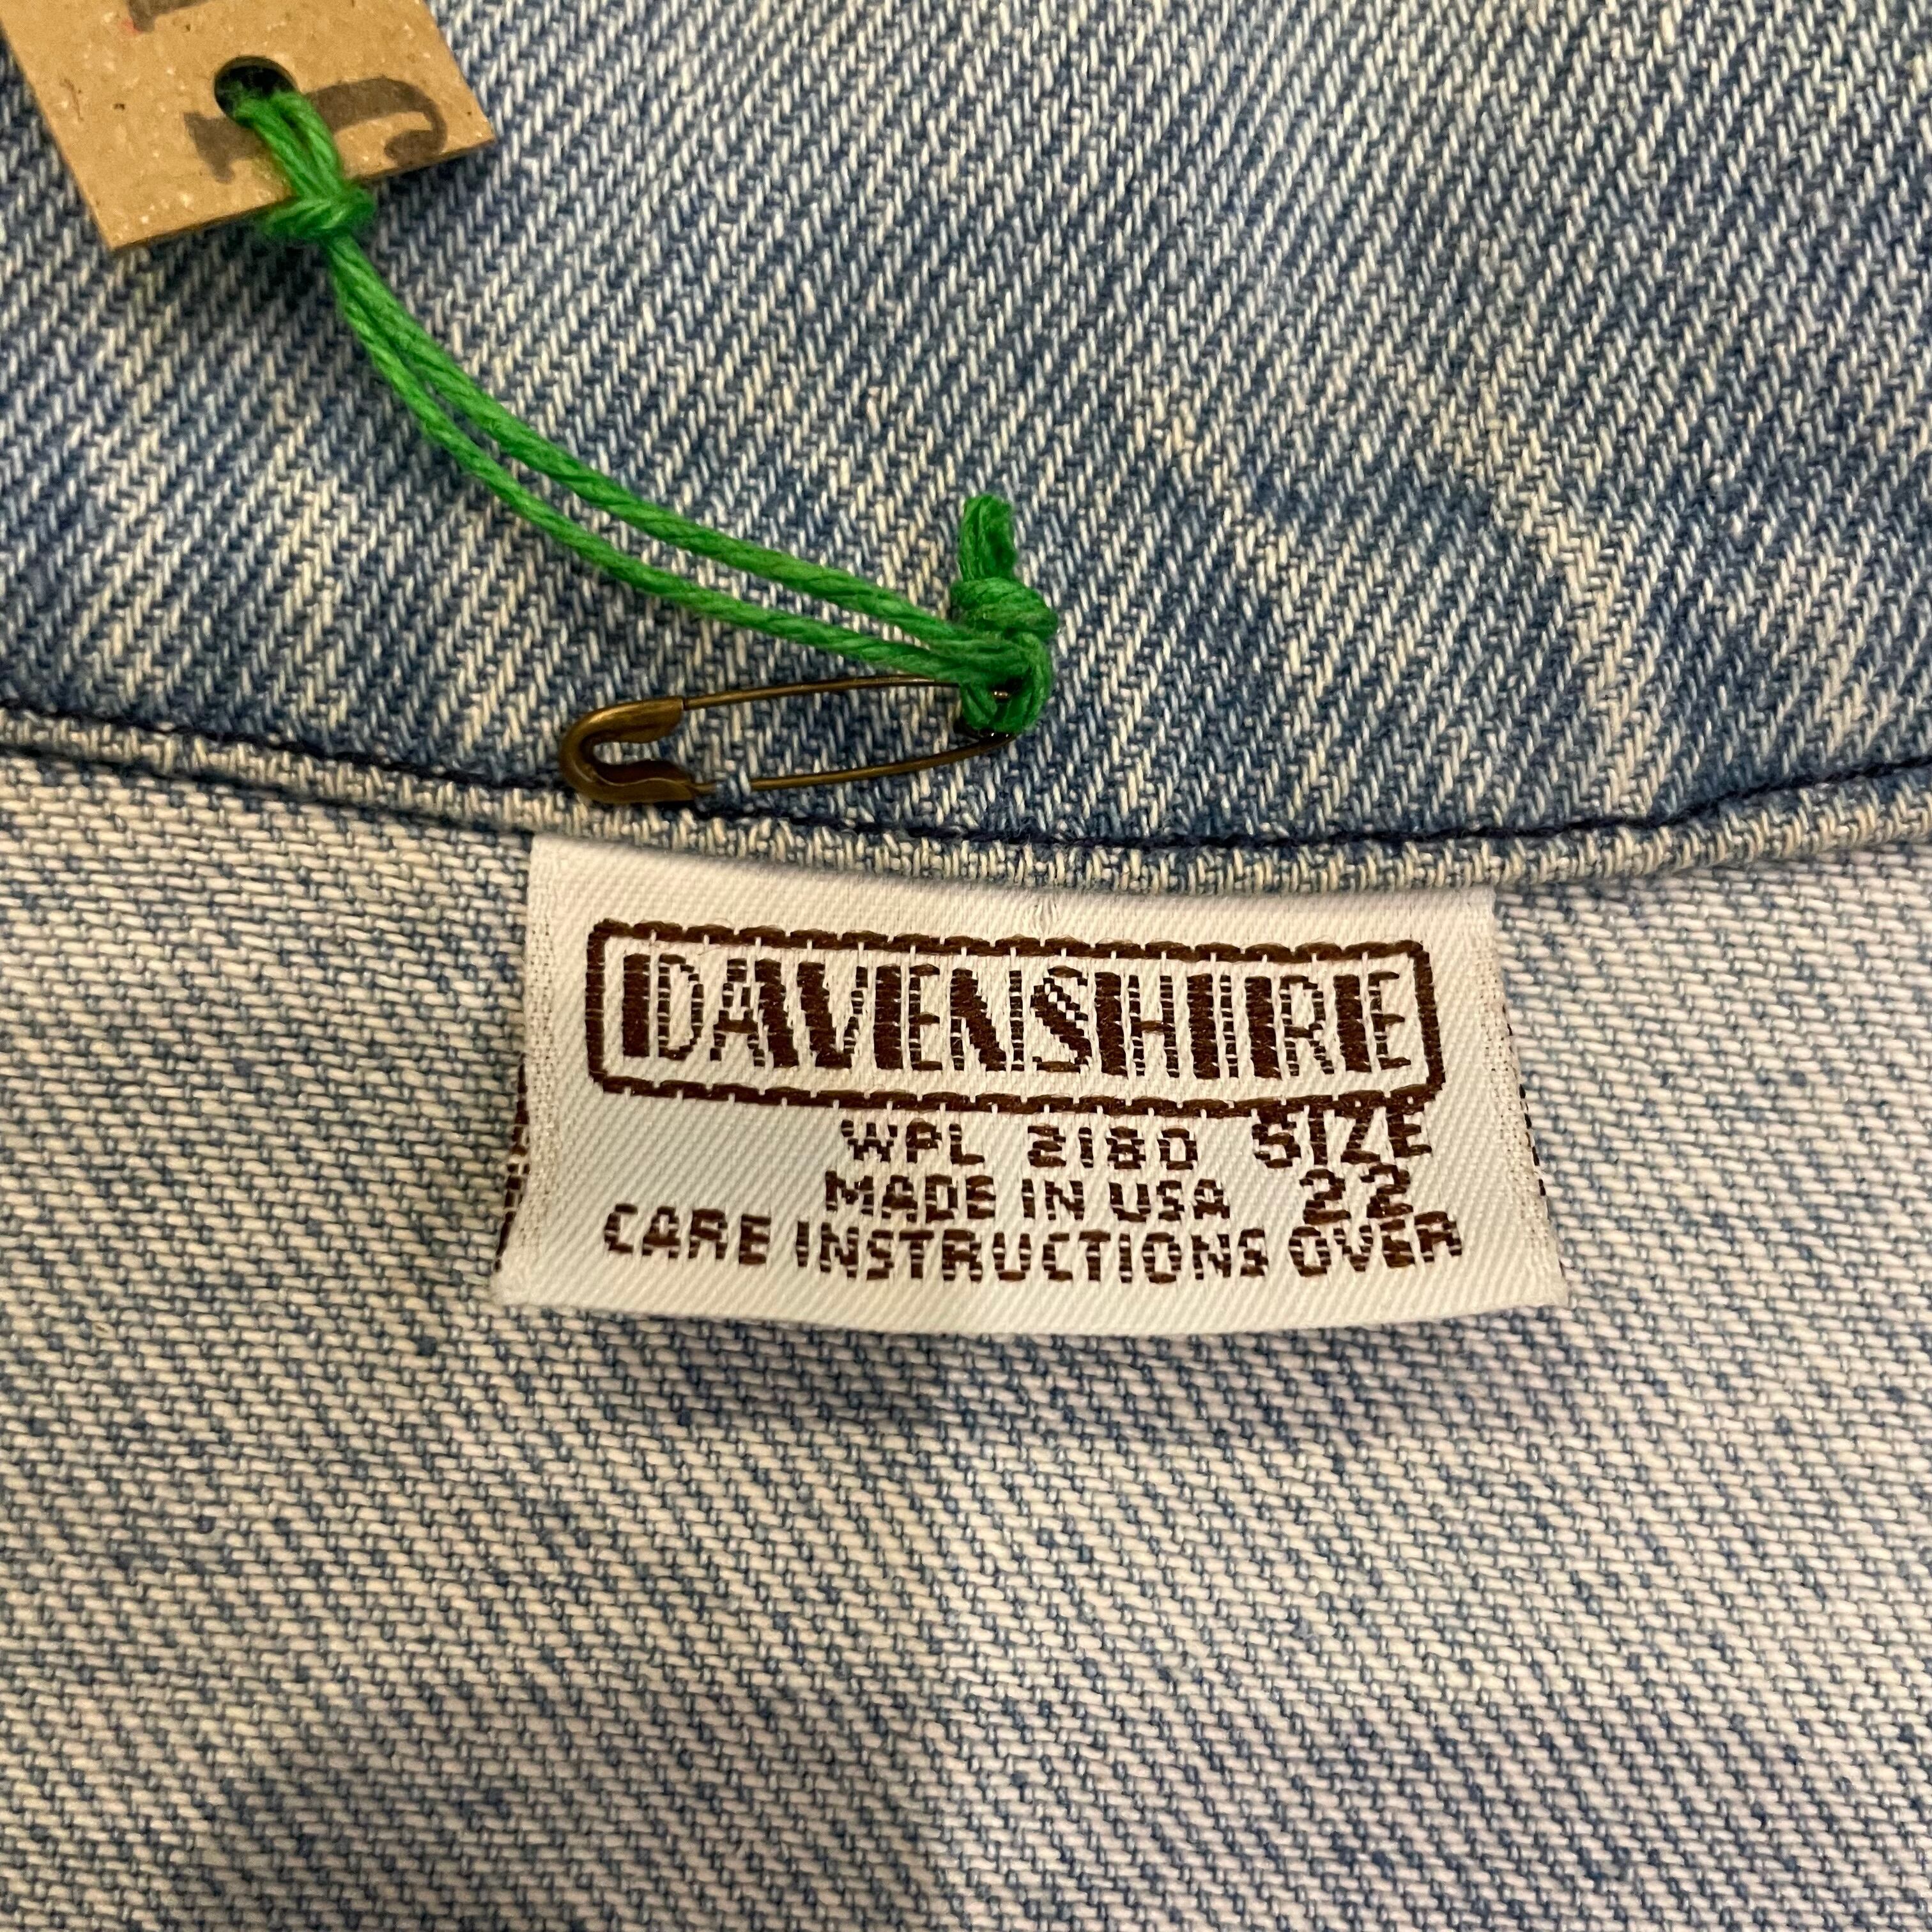 DAVENSHIRE
WPL 2180 SIZE
MADE IN USA 22
CARE INSTRUCTIONS OVER